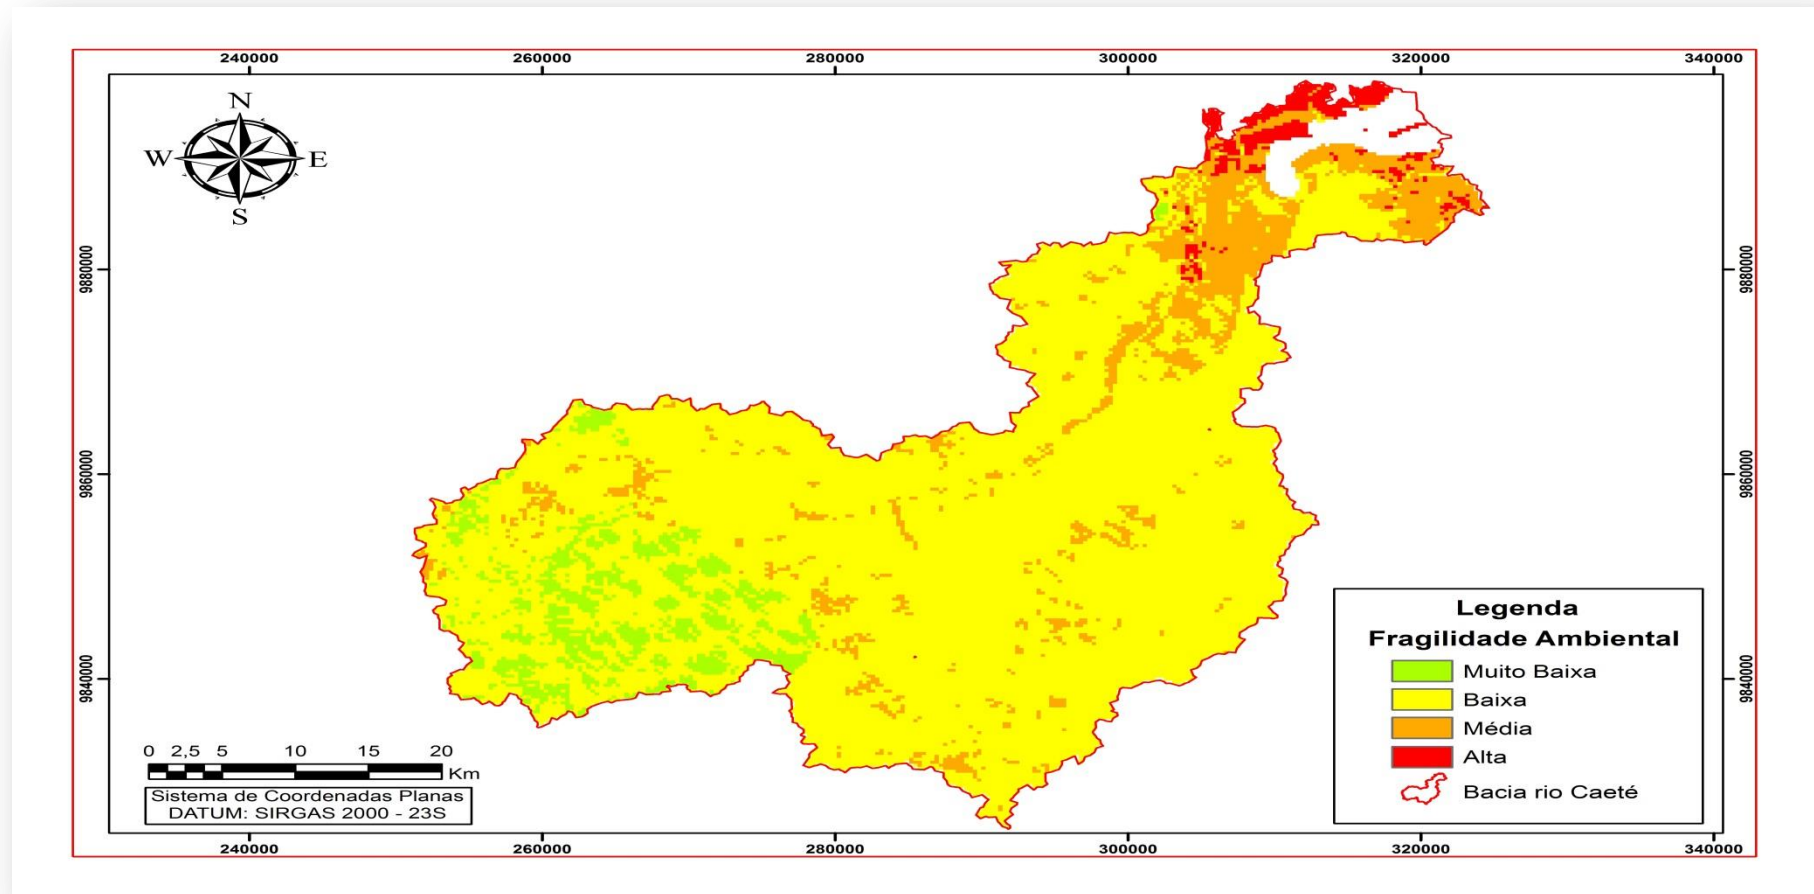 240000 260000 280000 300000 320000 340000
N
W E
S
9880000 9880000
9860000 9860000
9840000 9840000
Legenda
Fragilidade Ambiental
Muito Baixa
Baixa
Média
Alta
Bacia rio Caeté
0 2,5 5 10 15 20
Km
Sistema de Coordenadas Planas
DATUM: SIRGAS 2000 - 23S
240000 260000 280000 300000 320000 340000